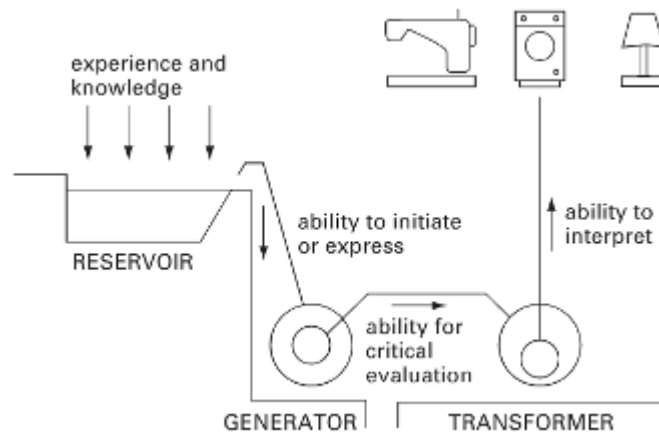 experience and
knowledge
RESERVOIR
ability to initiate
or express
ability to
interpret
ability for
critical
evaluation
GENERATOR
TRANSFORMER